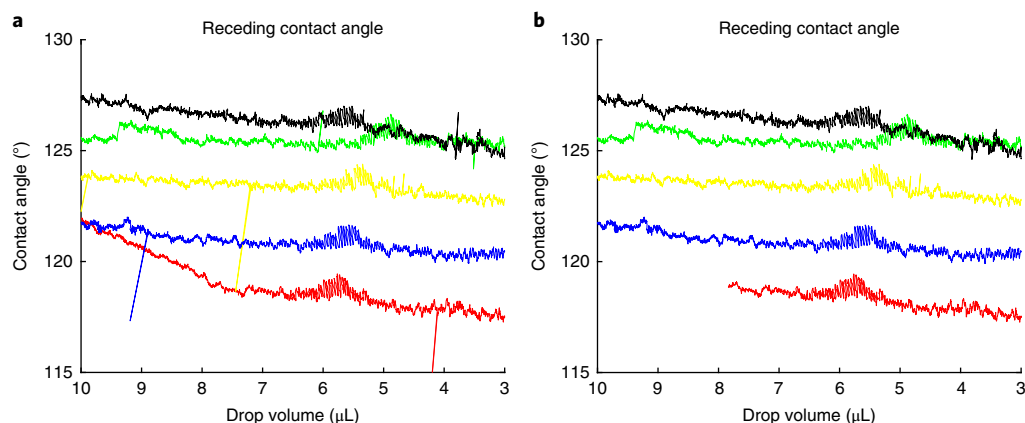 a
Receding contact angle
130
125
120
115
Contact angle (°)
10 9 8 7 6 5 4 3
Drop volume (µL)
b
Receding contact angle
130
125
120
115
Contact angle (°)
10 9 8 7 6 5 4 3
Drop volume (µL)